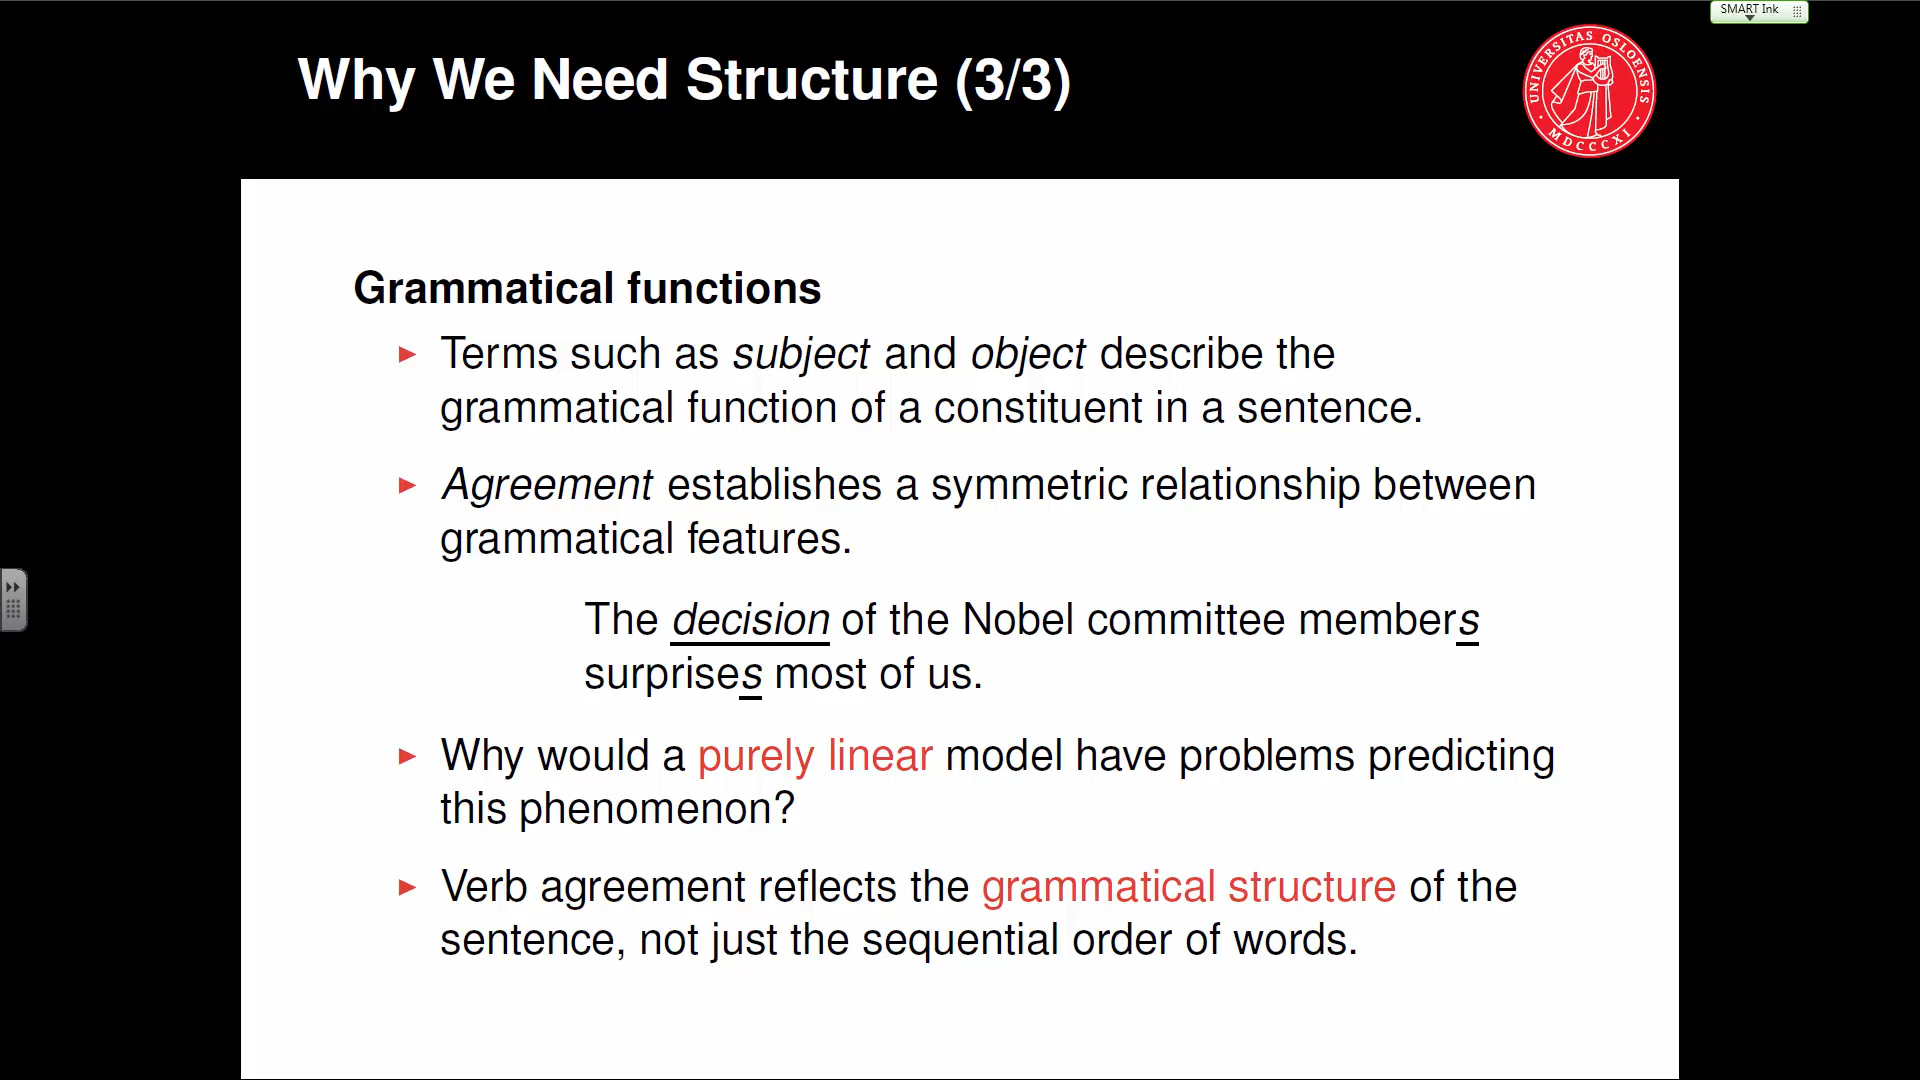 SMART Ink
Why We Need Structure (3/3)
UNIVERSITAS OSLOENSIS
MDCCCXI
Grammatical functions
Terms such as subject and object describe the
grammatical function of a constituent in a sentence.
Agreement establishes a symmetric relationship between
grammatical features.
The decision of the Nobel committee members
surprises most of us.
Why would a purely linear model have problems predicting
this phenomenon?
Verb agreement reflects the grammatical structure of the
sentence, not just the sequential order of words.